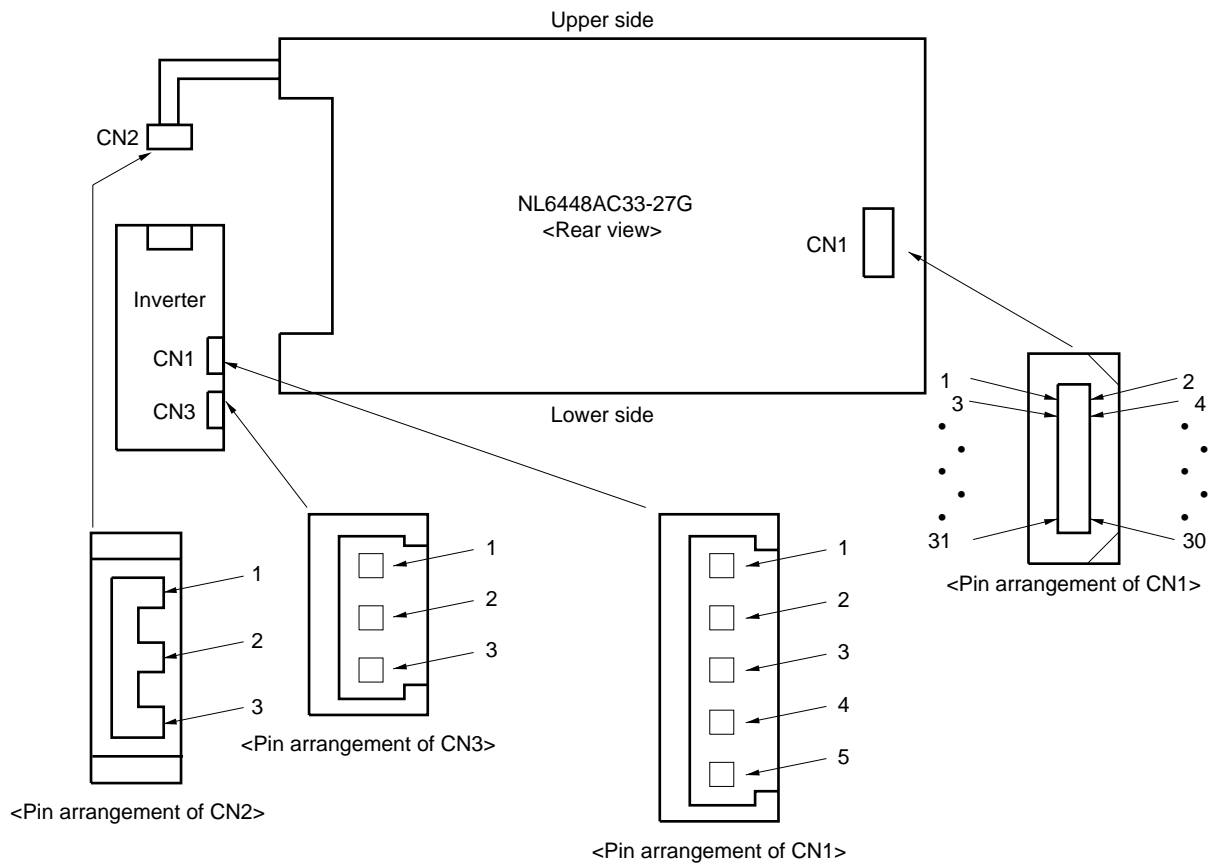 Upper side
CN2
NL6448AC33-27G
<Rear view>
CN1
Inverter
CN1
CN3
Lower side
1
2
3
4
31
30
<Pin arrangement of CN1>
1
2
3
<Pin arrangement of CN2>
1
2
3
<Pin arrangement of CN3>
1
2
3
4
5
<Pin arrangement of CN1>